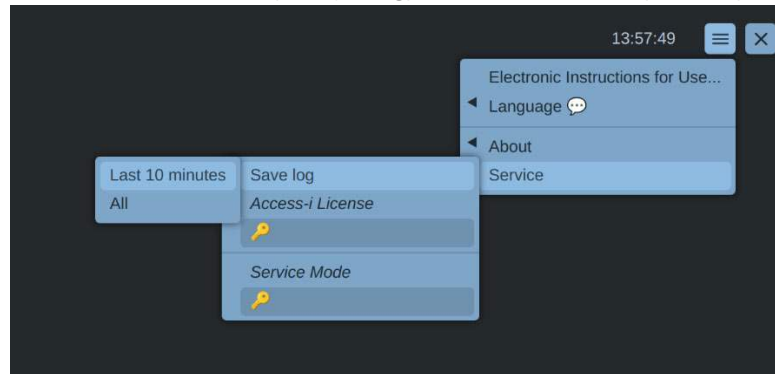 13:57:49
Electronic Instructions for Use...
Language
About
Service
Save log
Access-i License
Service Mode
Last 10 minutes
All